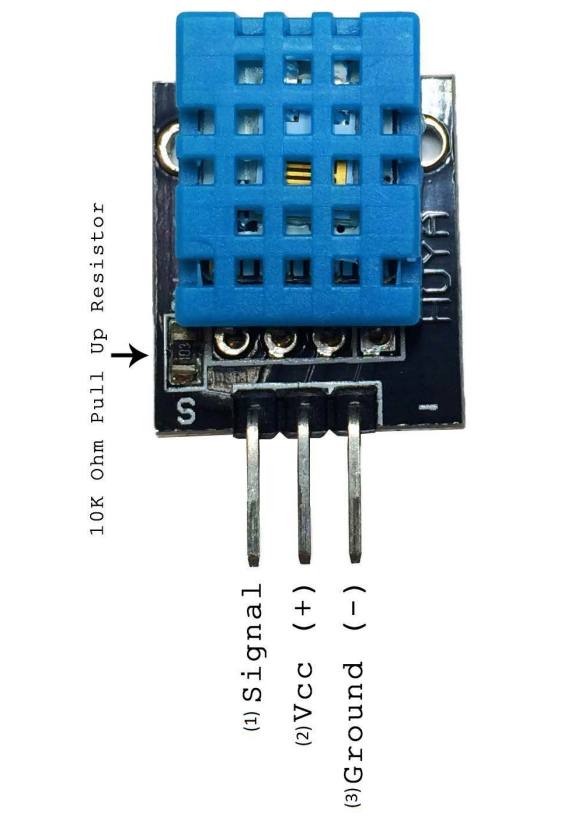 10K Ohm Pull Up Resistor
HUYA
103
S
-
(1) Signal
(2) Vcc (+)
(3) Ground (-)